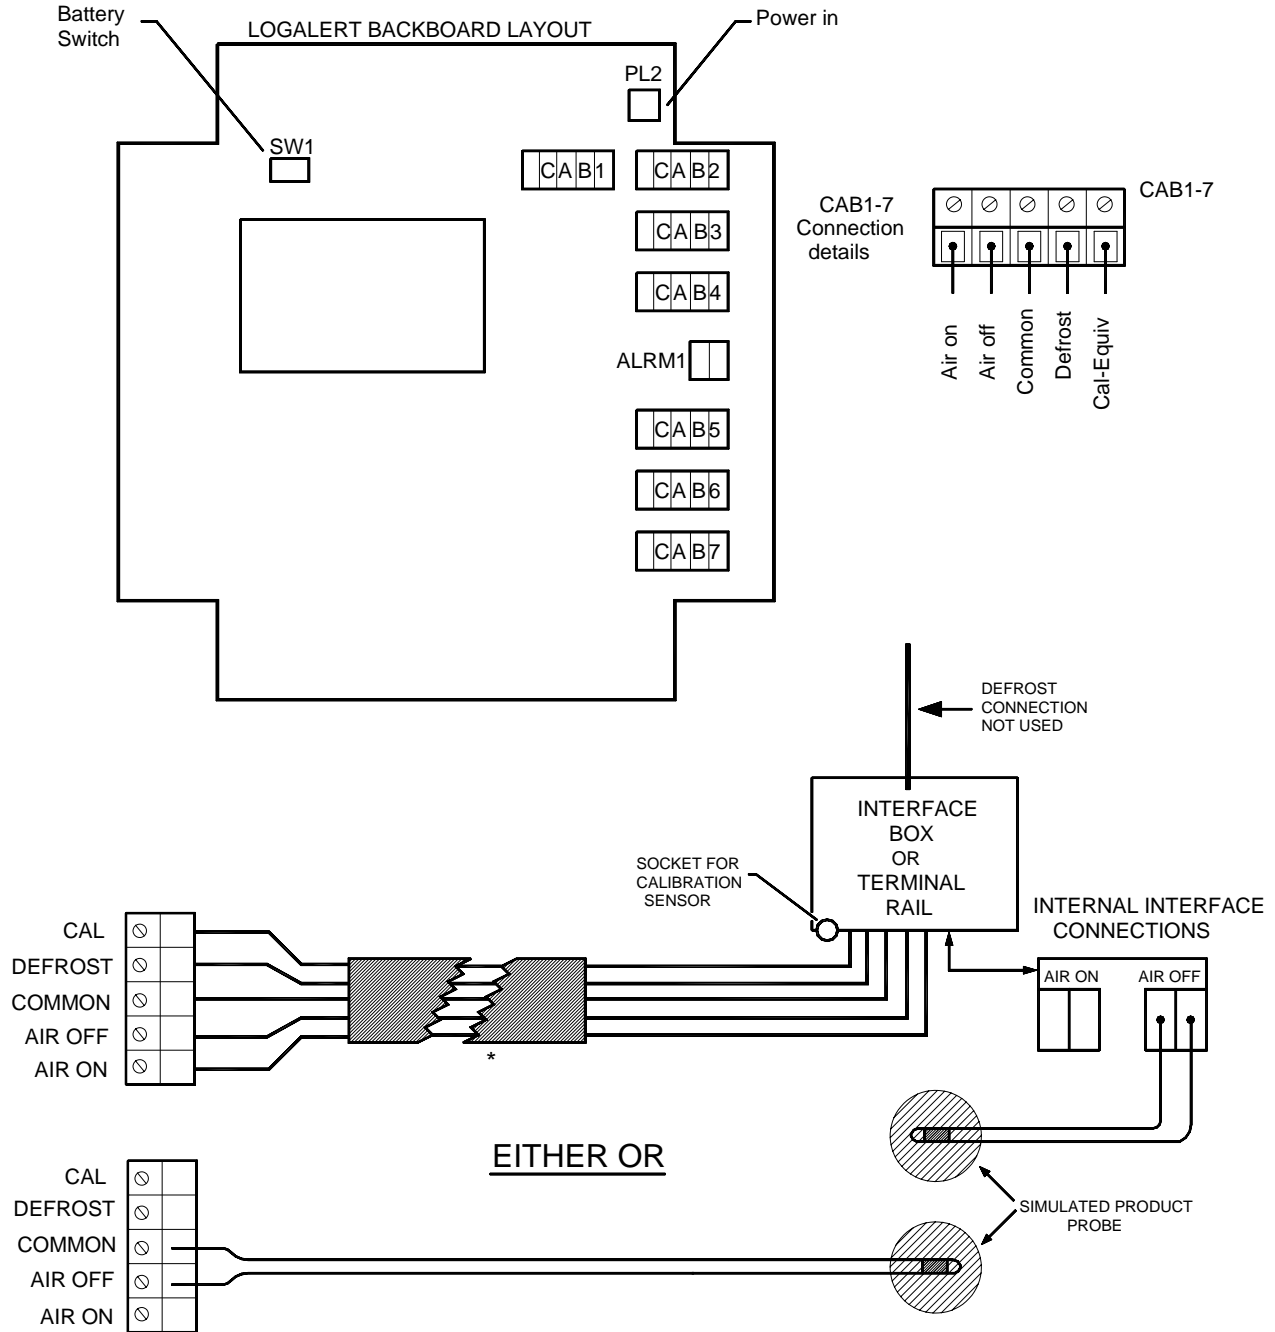 Battery
Switch
LOGALERT BACKBOARD LAYOUT
Power in
PL2
SW1
CAB1
CAB2
CAB3
CAB4
ALRM1
CAB5
CAB6
CAB7
CAB1-7
Connection
details
CAB1-7
Air on
Air off
Common
Defrost
Cal-Equiv
DEFROST
CONNECTION
NOT USED
INTERFACE
BOX
OR
TERMINAL
RAIL
SOCKET FOR
CALIBRATION
SENSOR
INTERNAL INTERFACE
CONNECTIONS
AIR ON
AIR OFF
CAL
DEFROST
COMMON
AIR OFF
AIR ON
*
EITHER OR
SIMULATED PRODUCT
PROBE
CAL
DEFROST
COMMON
AIR OFF
AIR ON